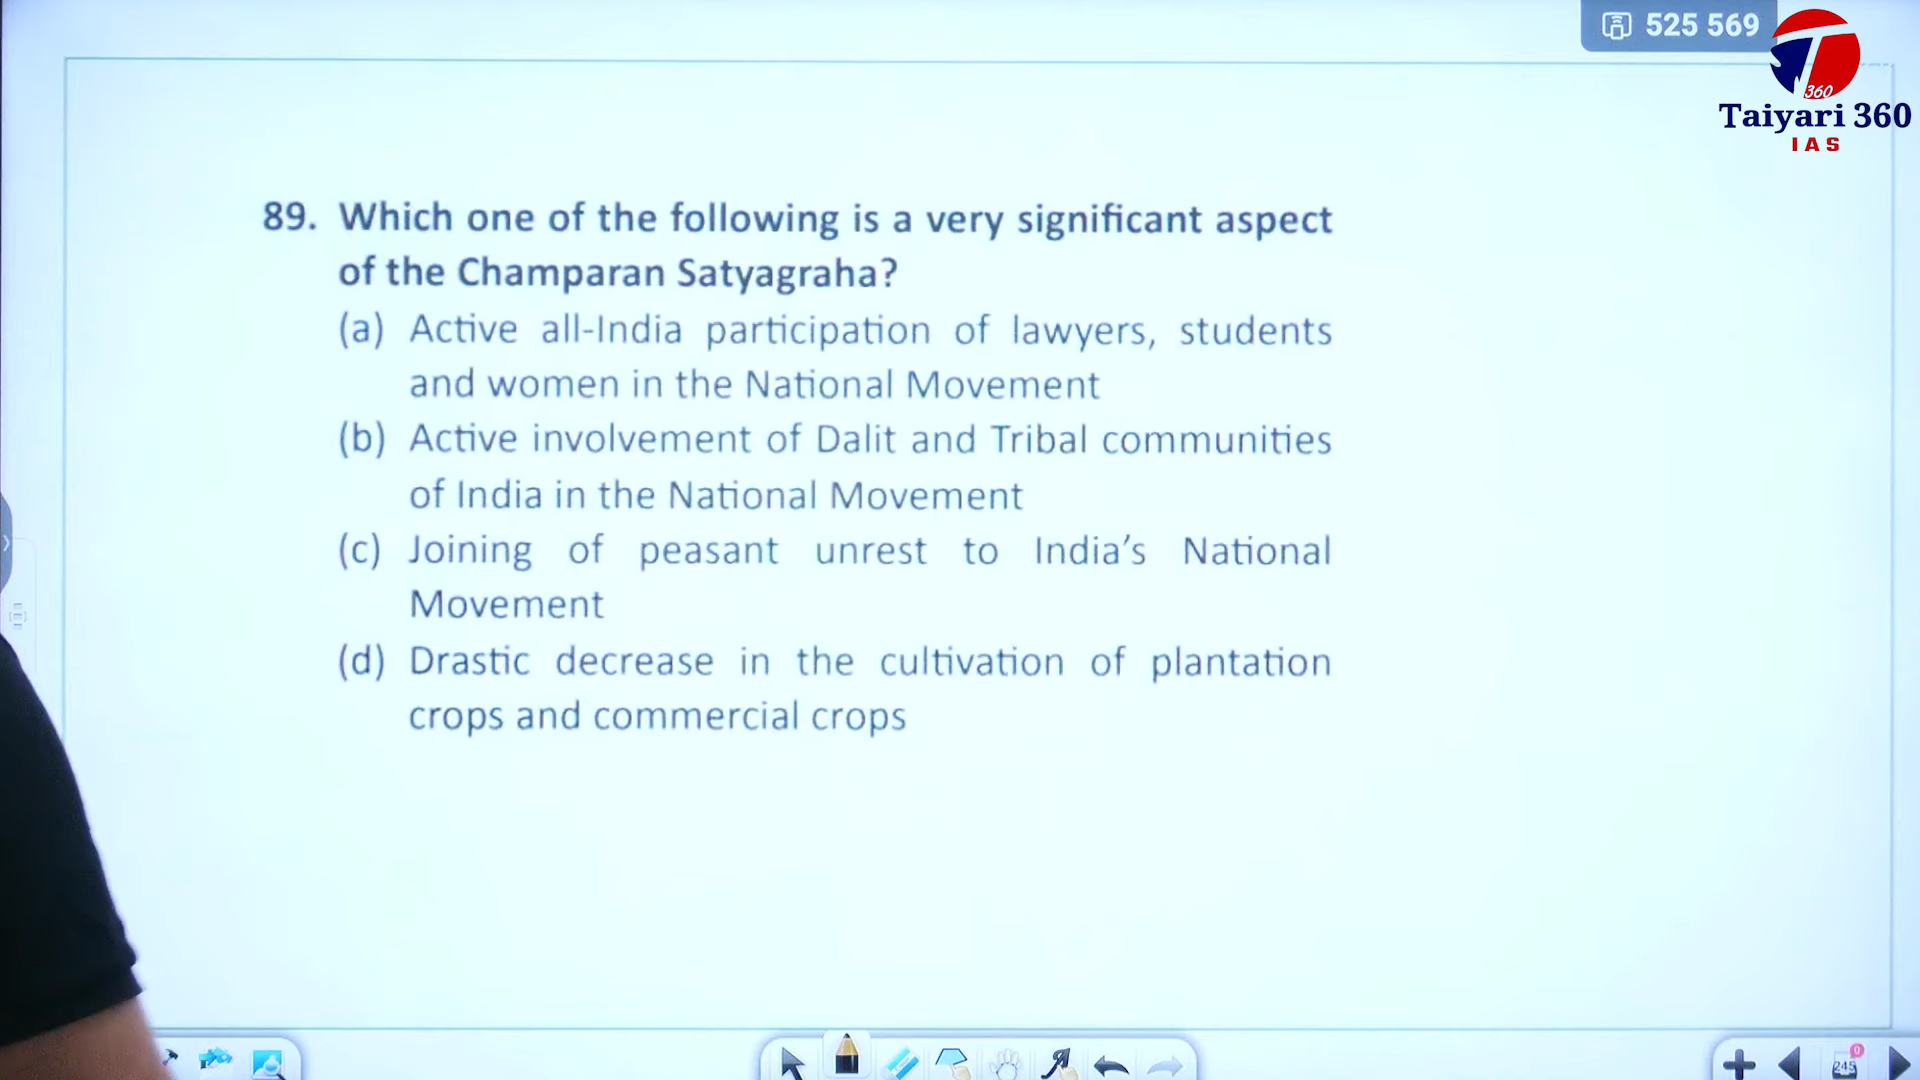 525 569
360
Taiyari 360
IAS
89. Which one of the following is a very significant aspect
of the Champaran Satyagraha?
(a) Active all-India participation of lawyers, students
and women in the National Movement
(b) Active involvement of Dalit and Tribal communities
of India in the National Movement
(c) Joining of peasant unrest to India's National
Movement
(d) Drastic decrease in the cultivation of plantation
crops and commercial crops
0
245